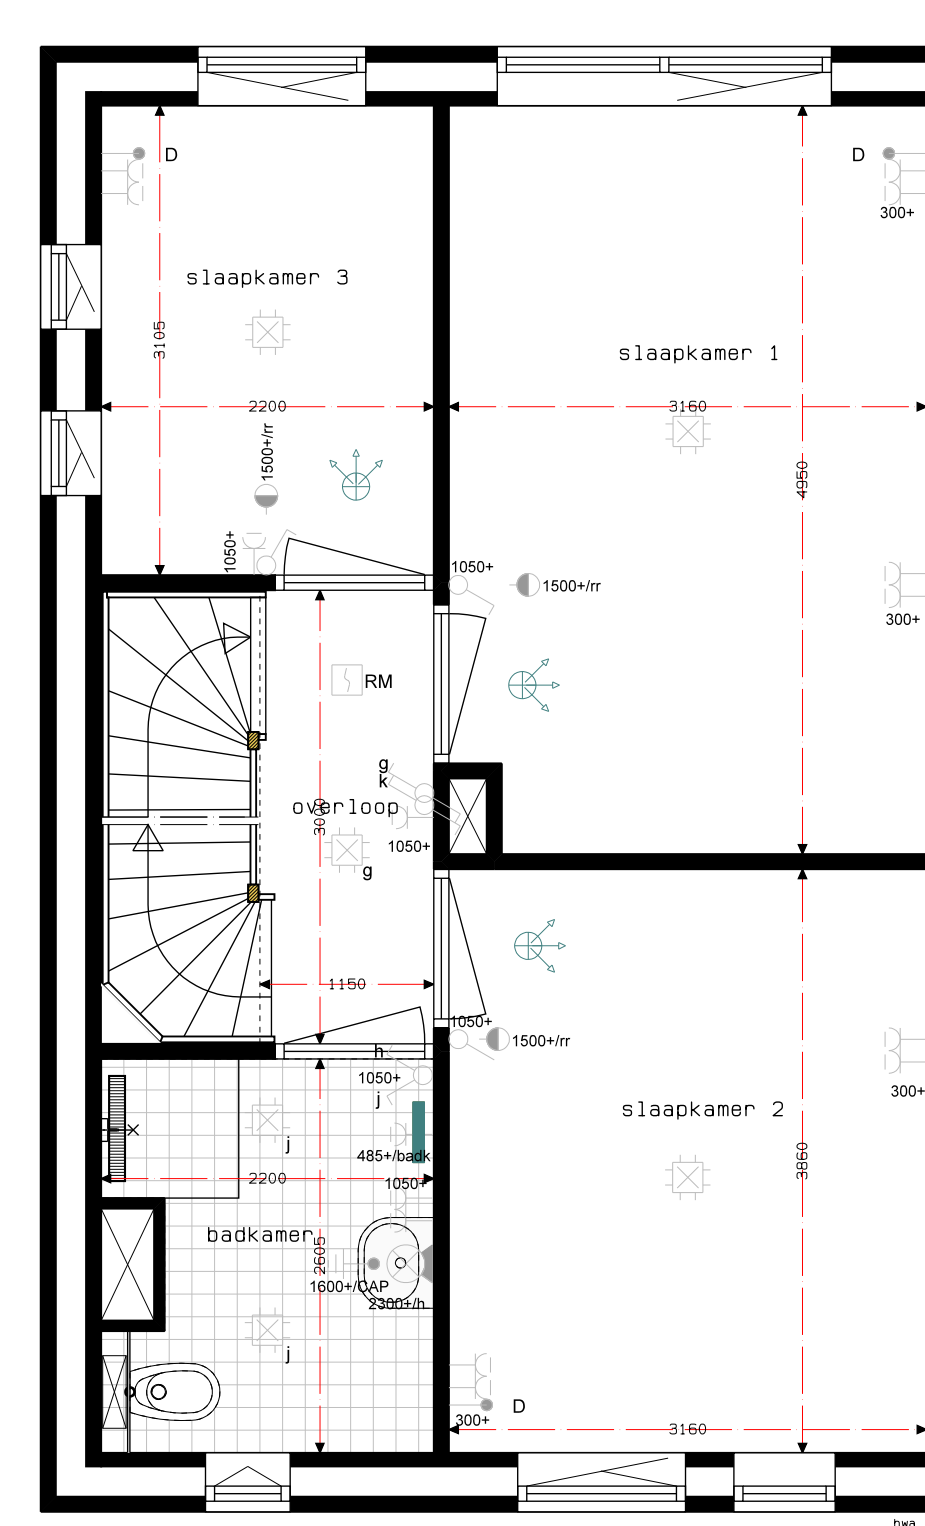 D
D
300+
slaapkamer 3
3105
slaapkamer 1
2200
3160
1500+/rr
4950
1050+
1050+
1500+/rr
300+
RM
g
k
overloop
3000
1050+
g
1150
1050+
1500+/rr
h
1050+
j
300+
slaapkamer 2
j
485+/badk
3860
2200
1050+
badkamer
2605
1600+/CAP
2300+/h
j
D
300+
3160
hwa